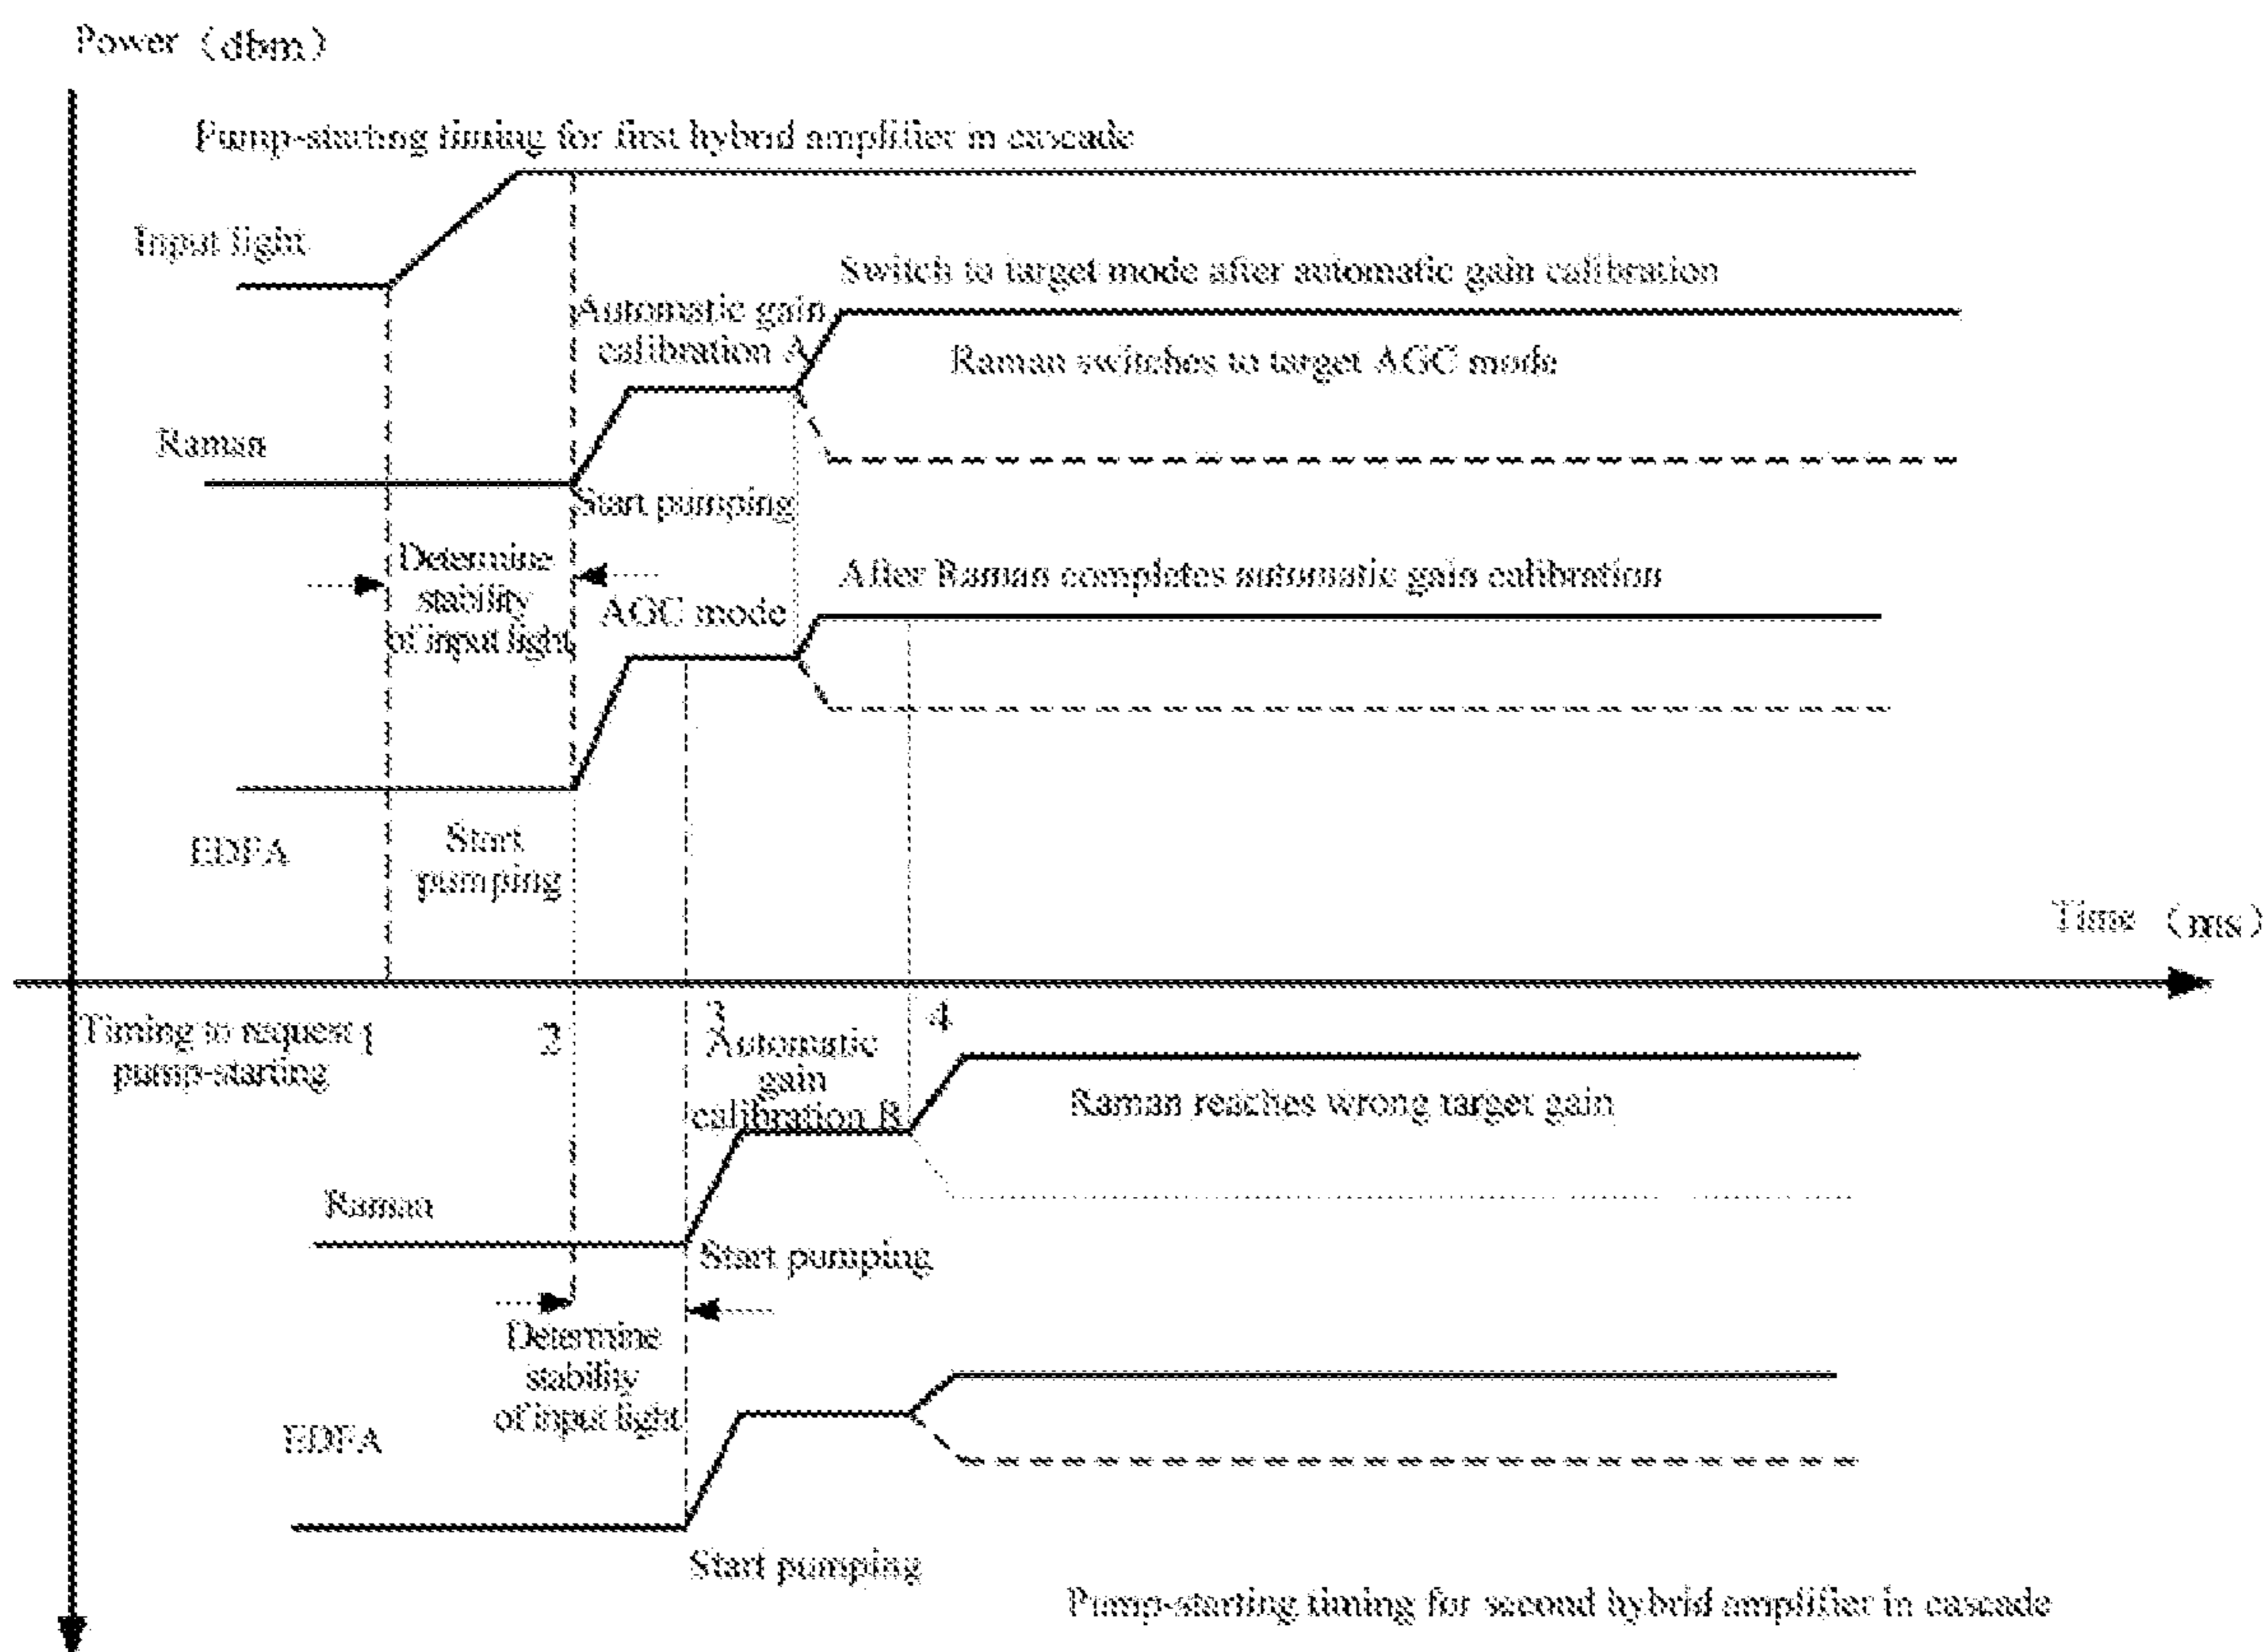 Power (dbm)
Pump-starting timing for first hybrid amplifier in cascade
Input light
Switch to target mode after automatic gain calibration
Automatic gain
calibration A
Raman switches to target AGC mode
Raman
Start pumping
Determine
stability
of input light
After Raman completes automatic gain calibration
AGC mode
EDFA
Start
pumping
Time (ms)
Timing to request
pump-starting
1
2
3
4
Automatic
gain
calibration B
Raman reaches wrong target gain
Raman
Start pumping
Determine
stability
of input light
EDFA
Start pumping
Pump-starting timing for second hybrid amplifier in cascade